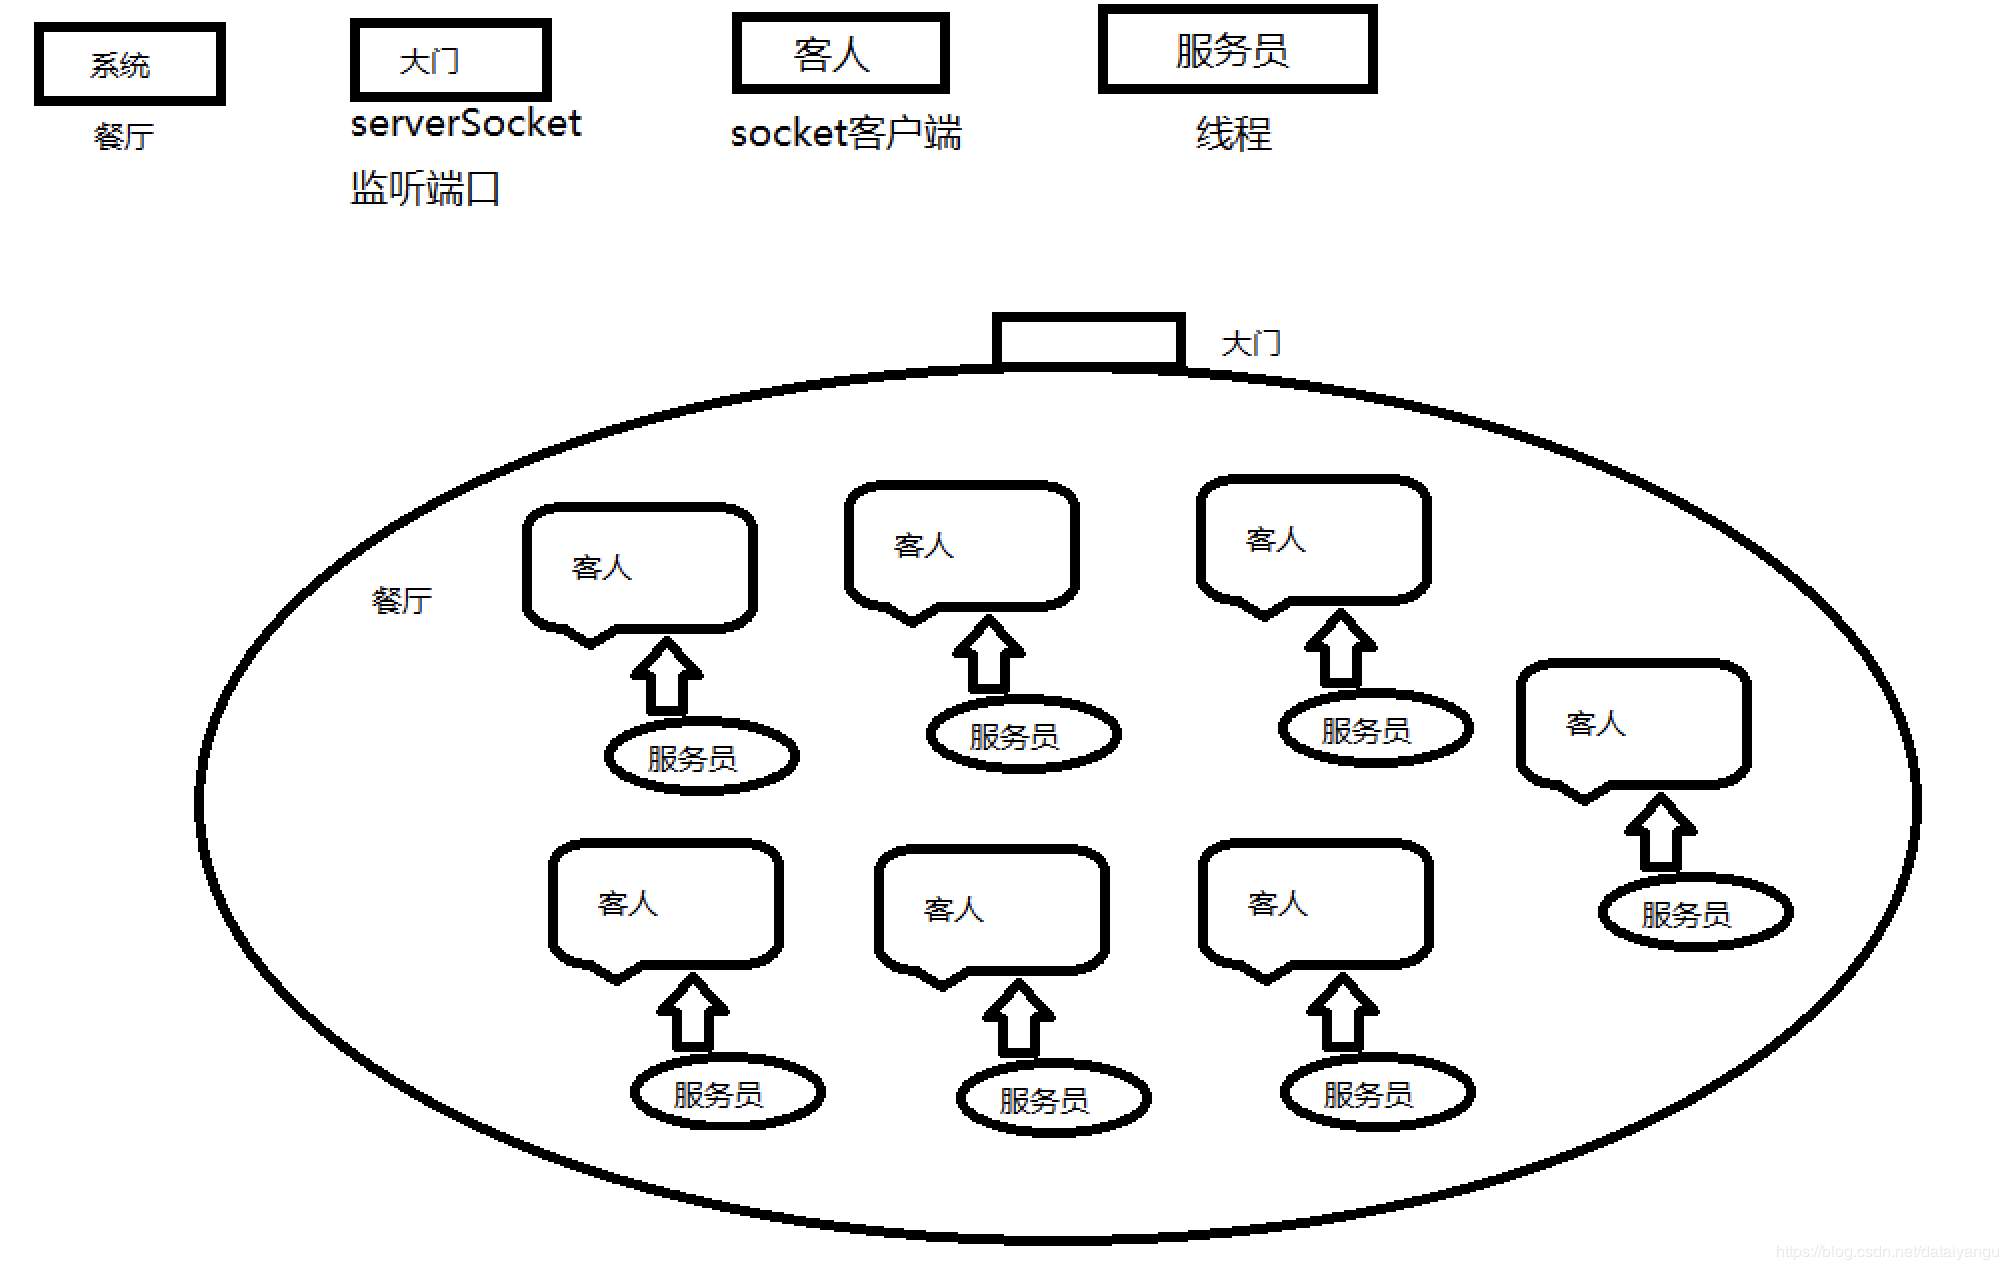 系统
大门
客人
服务员
餐厅
serverSocket
监听端口
socket客户端
线程
大门
餐厅
客人
客人
客人
客人
服务员
服务员
服务员
服务员
客人
客人
客人
服务员
服务员
服务员
https://blog.csdn.net/dataiyangu